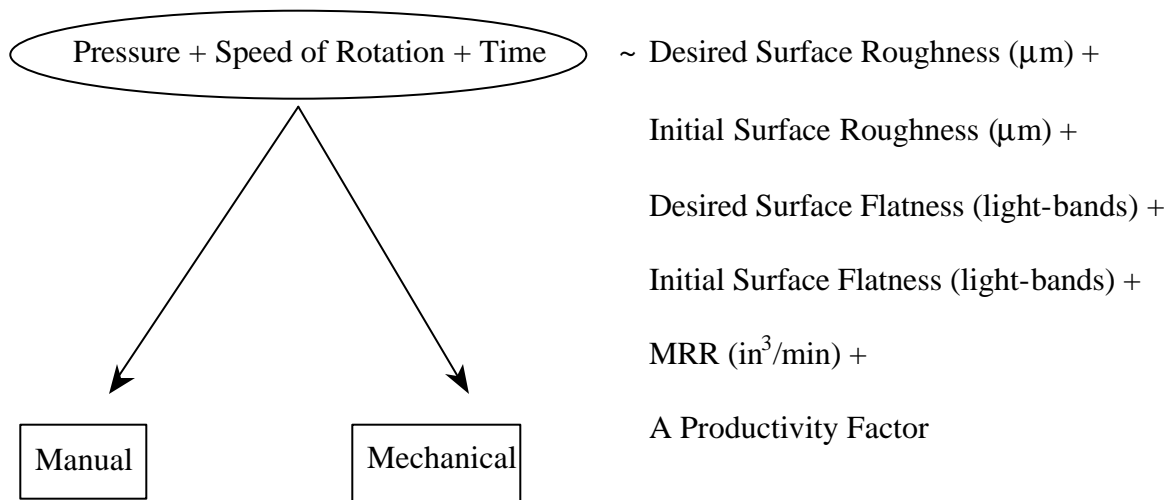 Pressure + Speed of Rotation + Time ~ Desired Surface Roughness (μm) +
Initial Surface Roughness (μm) +
Desired Surface Flatness (light-bands) +
Initial Surface Flatness (light-bands) +
MRR (in³/min) +
A Productivity Factor
Manual
Mechanical